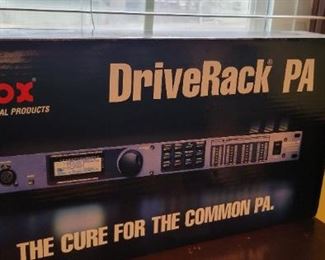 OX
DriveRack® PA
AL PRODUCTS
THE CURE FOR THE COMMON PA.